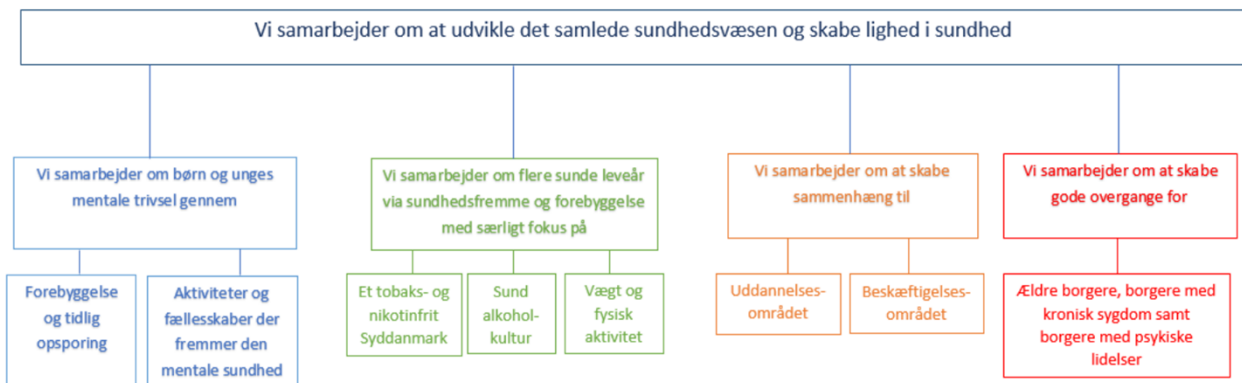 Vi samarbejder om at udvikle det samlede sundhedsvæsen og skabe lighed i sundhed
Vi samarbejder om børn og unges
mentale trivsel gennem
Forebyggelse
og tidlig
opsporing
Aktiviteter og
fællesskaber der
fremmer den
mentale sundhed
Vi samarbejder om flere sunde leveår
via sundhedsfremme og forebyggelse
med særligt fokus på
Et tobaks- og
nikotinfrit
Syddanmark
Sund
alkohol-
kultur
Vægt og
fysisk
aktivitet
Vi samarbejder om at skabe
sammenhæng til
Uddannelses-
området
Beskæftigelses-
området
Vi samarbejder om at skabe
gode overgange for
Ældre borgere, borgere med
kronisk sygdom samt
borgere med psykiske
lidelser